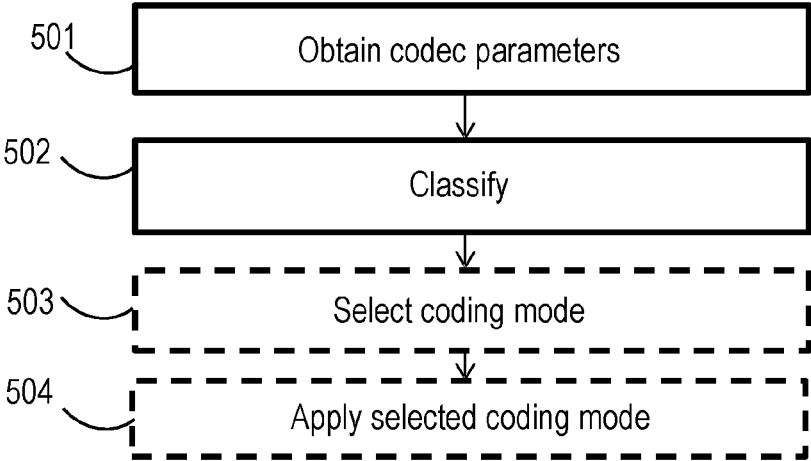 501
Obtain codec parameters
502
Classify
503
Select coding mode
504
Apply selected coding mode